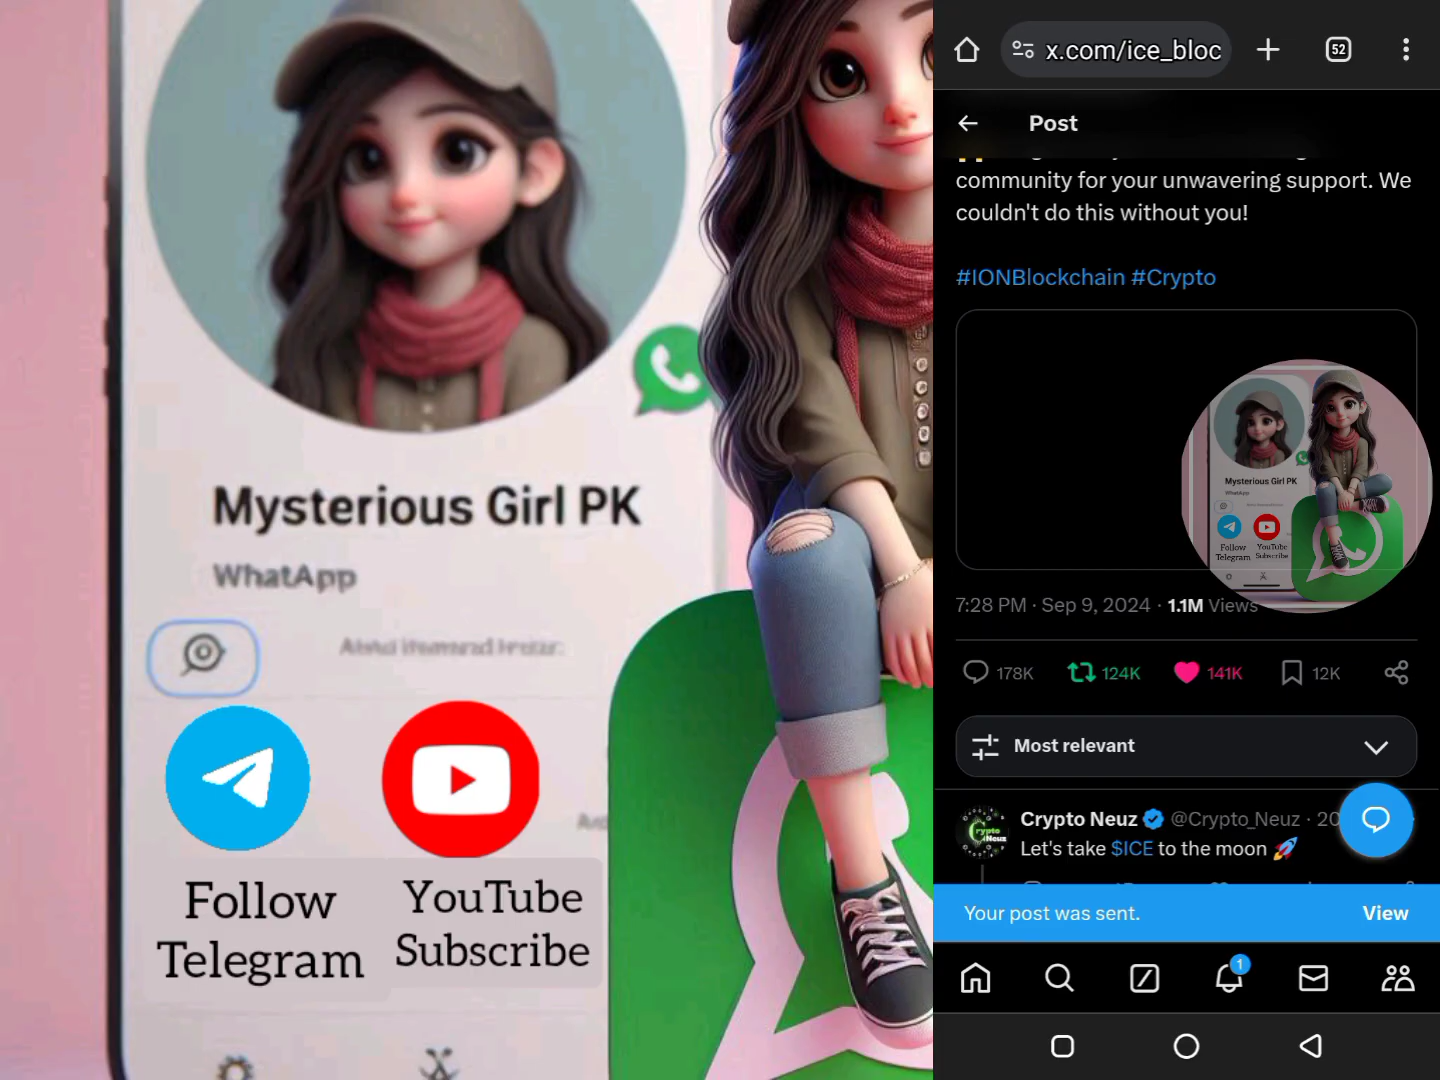 Mysterious Girl PK
WhatApp
Follow
Telegram
YouTube
Subscribe
52
x.com/ice_bloc
Post
community for your unwavering support. We
couldn't do this without you!
#IONBlockchain #Crypto
Mysterious Girl PK
WhatsApp
Follow
Telegram
YouTube
Subscribe
7:28 PM · Sep 9, 2024 · 1.1M Views
178K 124K 141K 12K
Most relevant
Crypto Neuz @Crypto_Neuz · 20
Let's take $ICE to the moon 🚀
Your post was sent.
View
1